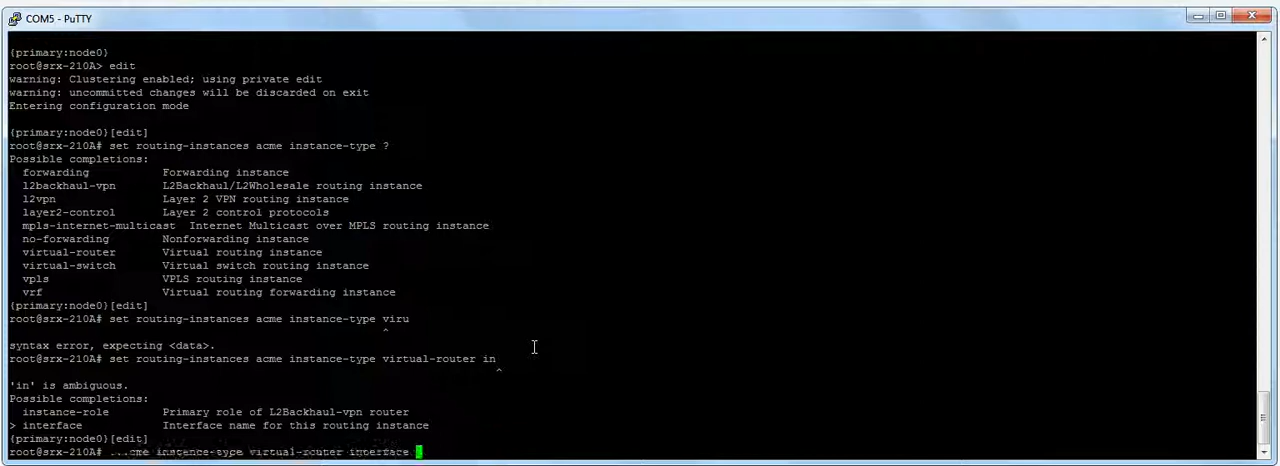 COM5 - PuTTY
{primary:node0}
root@srx-210A> edit
warning: Clustering enabled; using private edit
warning: uncommitted changes will be discarded on exit
Entering configuration mode
{primary:node0}[edit]
root@srx-210A# set routing-instances acme instance-type ?
Possible completions:
forwarding Forwarding instance
l2backhaul-vpn L2Backhaul/L2Wholesale routing instance
l2vpn Layer 2 VPN routing instance
layer2-control Layer 2 control protocols
mpls-internet-multicast Internet Multicast over MPLS routing instance
no-forwarding Nonforwarding instance
virtual-router Virtual routing instance
virtual-switch Virtual switch routing instance
vpls VPLS routing instance
vrf Virtual routing forwarding instance
{primary:node0}[edit]
root@srx-210A# set routing-instances acme instance-type viru
^
syntax error, expecting <data>.
root@srx-210A# set routing-instances acme instance-type virtual-router in
^
'in' is ambiguous.
Possible completions:
instance-role Primary role of L2Backhaul-vpn router
> interface Interface name for this routing instance
{primary:node0}[edit]
root@srx-210A# ...cme instance-type virtual-router interface